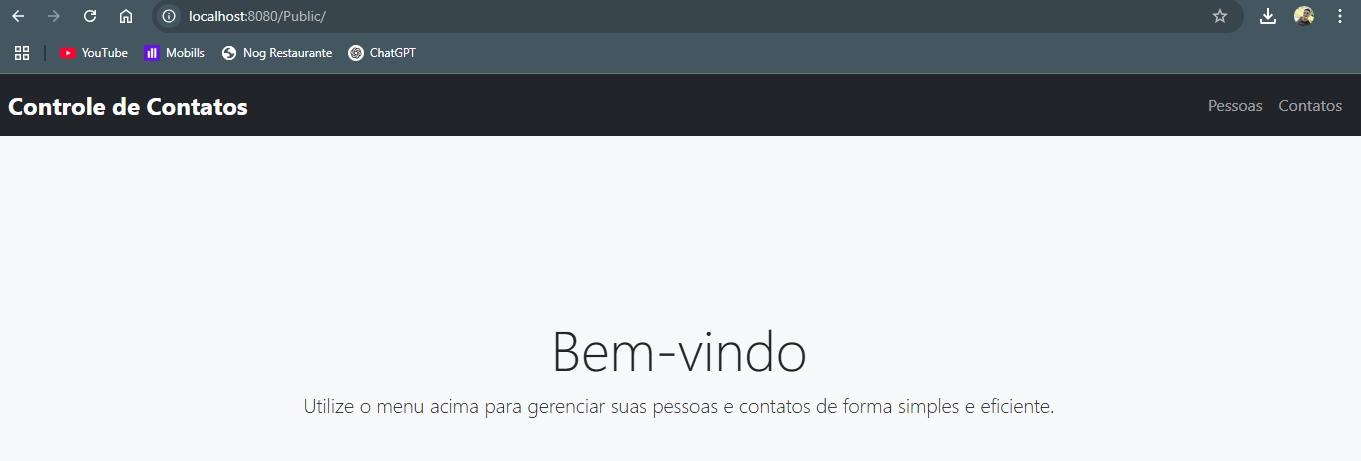 localhost:8080/Public/
YouTube Mobills Nog Restaurante ChatGPT
Controle de Contatos Pessoas Contatos
Bem-vindo
Utilize o menu acima para gerenciar suas pessoas e contatos de forma simples e eficiente.